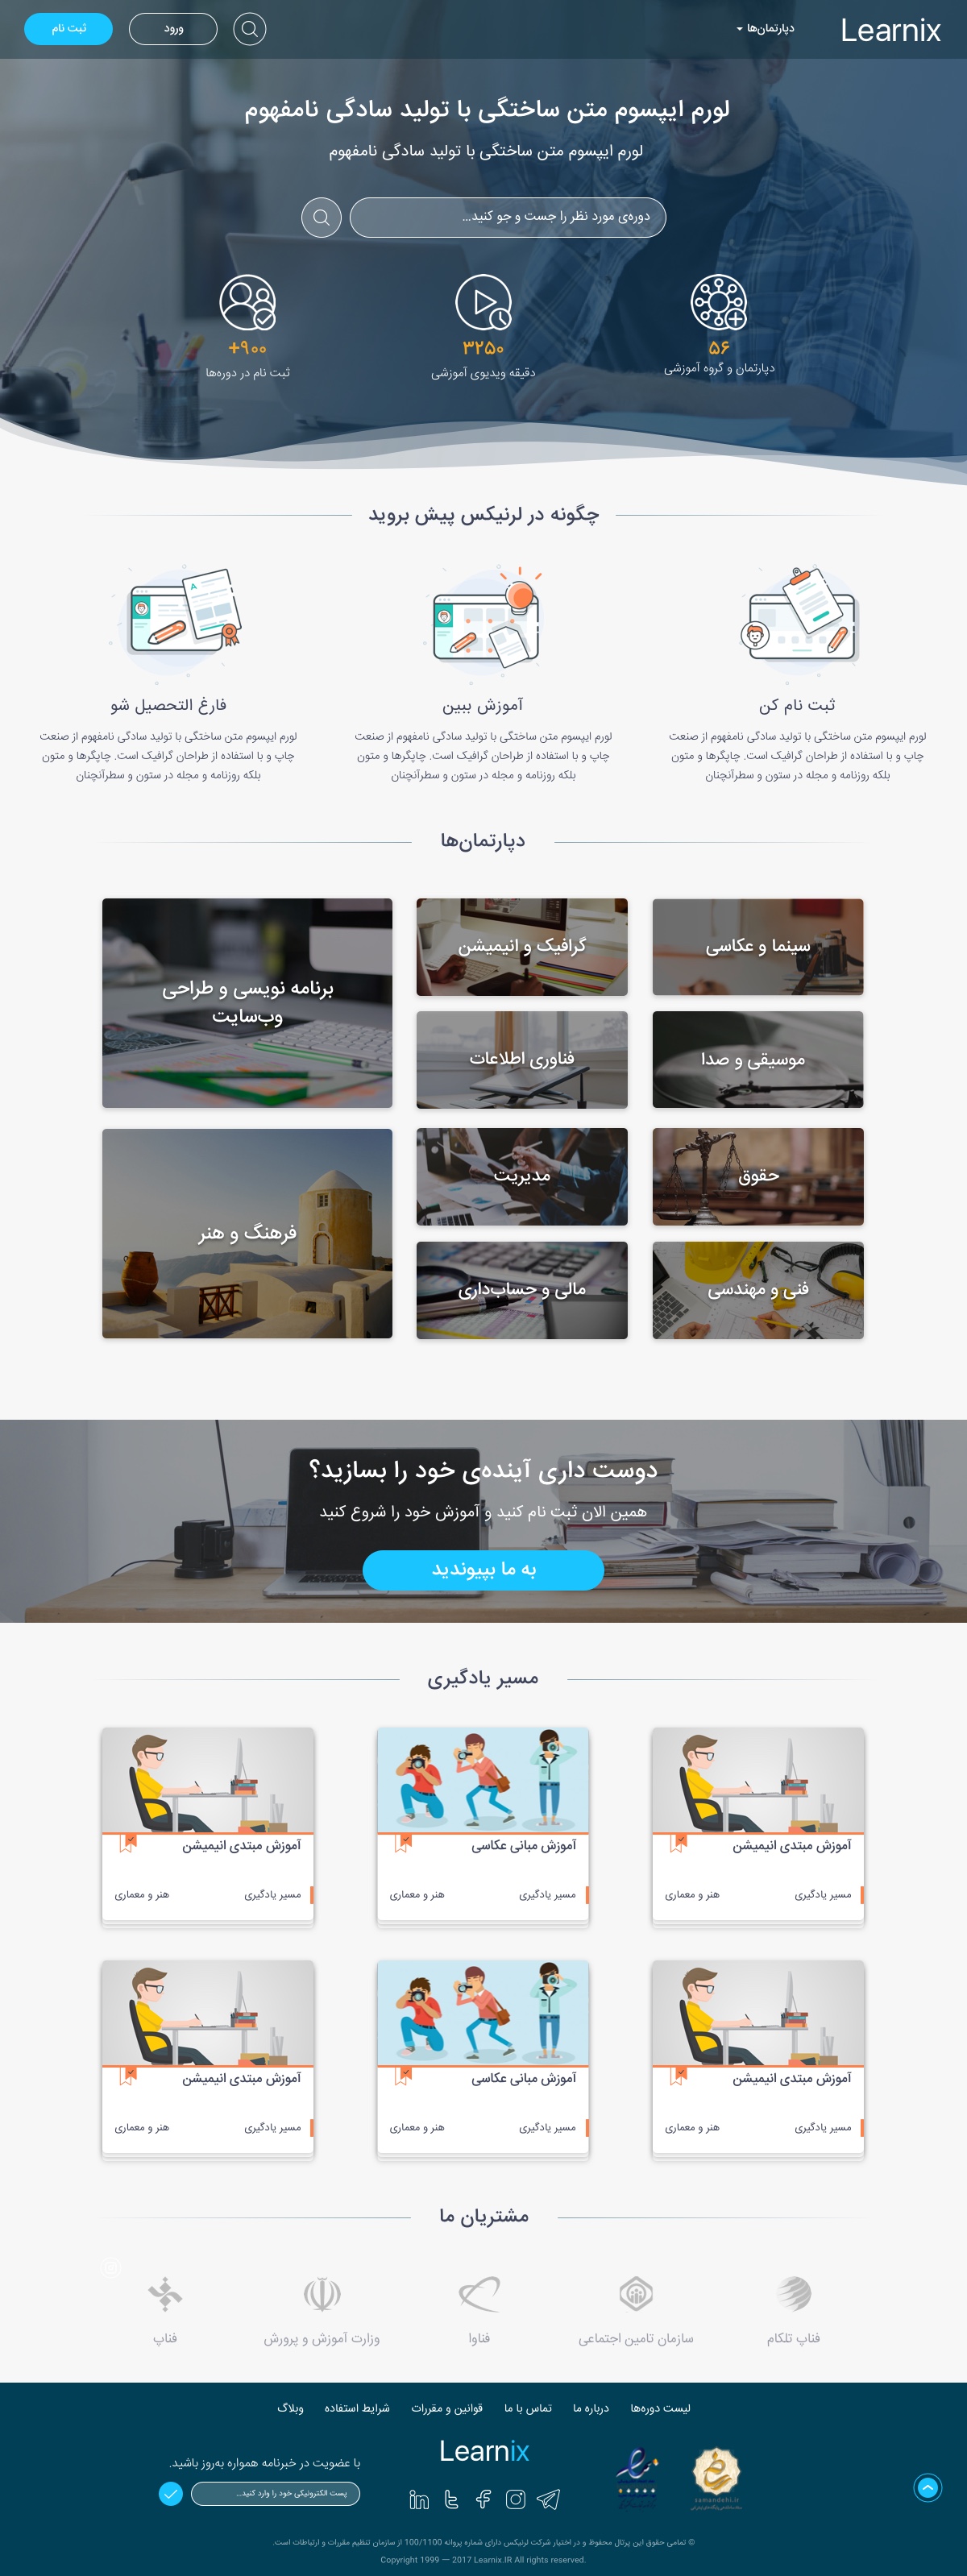 Learnix
دپارتمان‌ها
ورود
ثبت نام
لورم ایپسوم متن ساختگی با تولید سادگی نامفهوم
لورم ایپسوم متن ساختگی با تولید سادگی نامفهوم
دوره‌ی مورد نظر را جست و جو کنید...
۵۶
دپارتمان و گروه آموزشی
۳۲۵۰
دقیقه ویدیوی آموزشی
+۹۰۰
ثبت نام در دوره‌ها
چگونه در لرنیکس پیش بروید
ثبت نام کن
لورم ایپسوم متن ساختگی با تولید سادگی نامفهوم از صنعت
چاپ و با استفاده از طراحان گرافیک است. چاپگرها و متون
بلکه روزنامه و مجله در ستون و سطرآنچنان
آموزش ببین
لورم ایپسوم متن ساختگی با تولید سادگی نامفهوم از صنعت
چاپ و با استفاده از طراحان گرافیک است. چاپگرها و متون
بلکه روزنامه و مجله در ستون و سطرآنچنان
فارغ التحصیل شو
لورم ایپسوم متن ساختگی با تولید سادگی نامفهوم از صنعت
چاپ و با استفاده از طراحان گرافیک است. چاپگرها و متون
بلکه روزنامه و مجله در ستون و سطرآنچنان
دپارتمان‌ها
سینما و عکاسی
گرافیک و انیمیشن
برنامه نویسی و طراحی
وب‌سایت
موسیقی و صدا
فناوری اطلاعات
حقوق
مدیریت
فرهنگ و هنر
فنی و مهندسی
مالی و حساب‌داری
دوست داری آینده‌ی خود را بسازید؟
همین الان ثبت نام کنید و آموزش خود را شروع کنید
به ما بپیوندید
مسیر یادگیری
آموزش مبتدی انیمیشن
مسیر یادگیری
هنر و معماری
آموزش مبانی عکاسی
مسیر یادگیری
هنر و معماری
آموزش مبتدی انیمیشن
مسیر یادگیری
هنر و معماری
آموزش مبتدی انیمیشن
مسیر یادگیری
هنر و معماری
آموزش مبانی عکاسی
مسیر یادگیری
هنر و معماری
آموزش مبتدی انیمیشن
مسیر یادگیری
هنر و معماری
مشتریان ما
فناپ تلکام
سازمان تامین اجتماعی
فناوا
وزارت آموزش و پرورش
فناپ
لیست دوره‌ها
درباره ما
تماس با ما
قوانین و مقررات
شرایط استفاده
وبلاگ
samandehi.ir
Learnix
با عضویت در خبرنامه همواره به‌روز باشید.
پست الکترونیکی خود را وارد کنید...
© تمامی حقوق این پرتال محفوظ و در اختیار شرکت لرنیکس دارای شماره پروانه 100/1100 از سازمان تنظیم مقررات و ارتباطات است.
Copyright 1999 — 2017 Learnix.IR All rights reserved.